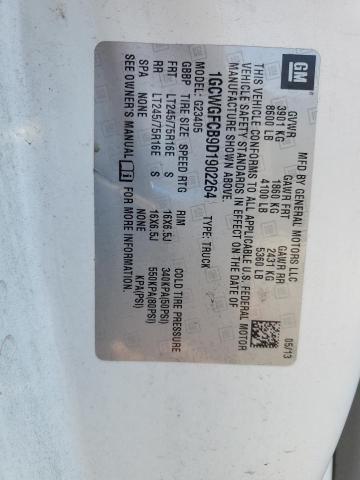 GM
MFD BY GENERAL MOTORS LLC
05/13
GVWR GAWR FRT GAWR RR
3901 KG 1860 KG 2431 KG
8600 LB 4100 LB 5360 LB
THIS VEHICLE CONFORMS TO ALL APPLICABLE U.S. FEDERAL MOTOR
VEHICLE SAFETY STANDARDS IN EFFECT ON THE DATE OF
MANUFACTURE SHOWN ABOVE.
1GCWGFCB9D1902264 TYPE: TRUCK
MODEL: G23405
GBBP TIRE SIZE SPEED RTG RIM COLD TIRE PRESSURE
FRT LT245/75R16E S 16X6.5J 340KPA(50PSI)
RR LT245/75R16E S 16X6.5J 550KPA(80PSI)
SPA NONE NONE KPA(PSI)
SEE OWNER'S MANUAL FOR MORE INFORMATION.